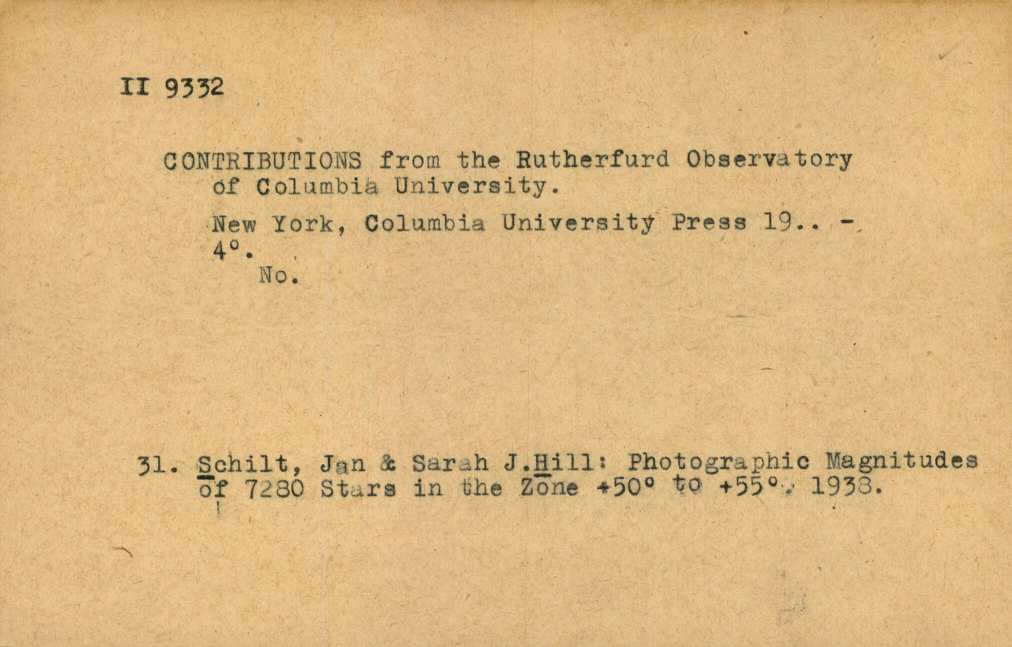 II 9332
CONTRIBUTIONS from the Rutherfurd Observatory
of Columbia University.
New York, Columbia University Press 19.. -
4°.
No.
31. Schilt, Jan & Sarah J.Hill: Photographic Magnitudes
of 7280 Stars in the Zone +50° to +55°. 1938.